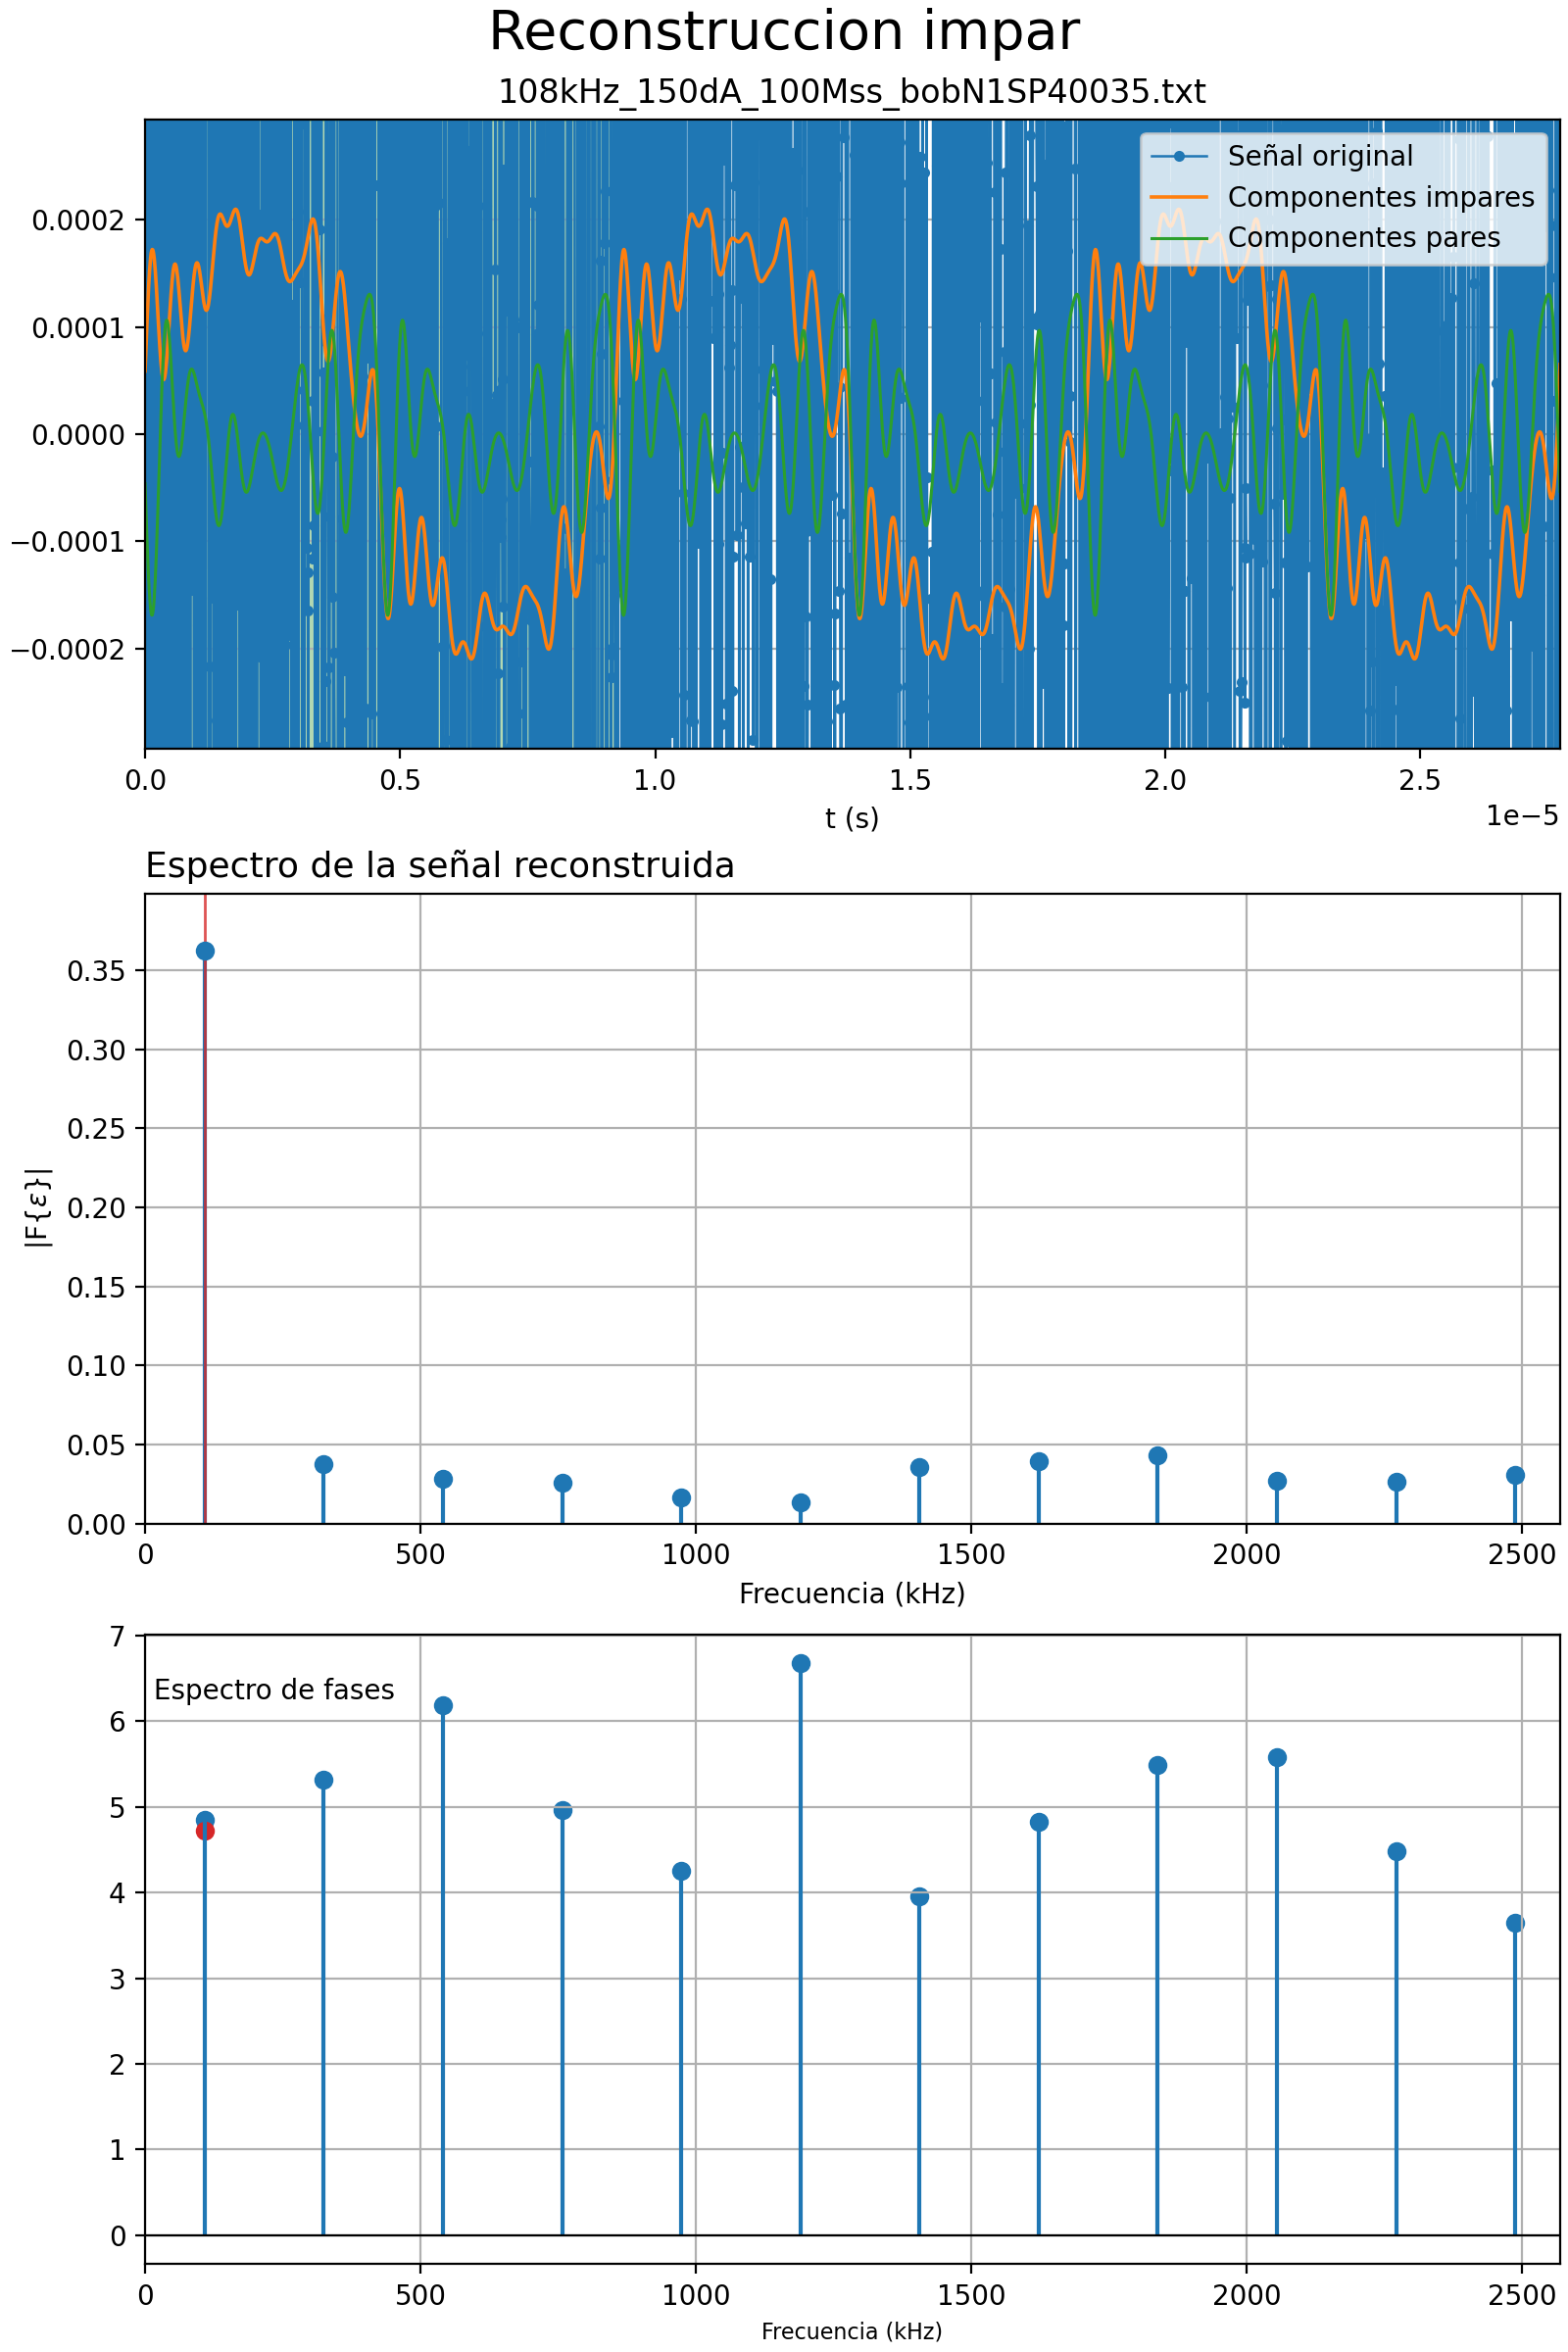 Reconstruccion impar
108kHz_150dA_100Mss_bobN1SP40035.txt
Señal original
Componentes impares
Componentes pares
0.0002
0.0001
0.0000
−0.0001
−0.0002
0.0 0.5 1.0 1.5 2.0 2.5
t (s)
1e−5
Espectro de la señal reconstruida
0.35
0.30
0.25
0.20
0.15
0.10
0.05
0.00
|F{ε}|
0 500 1000 1500 2000 2500
Frecuencia (kHz)
Espectro de fases
7
6
5
4
3
2
1
0
0 500 1000 1500 2000 2500
Frecuencia (kHz)